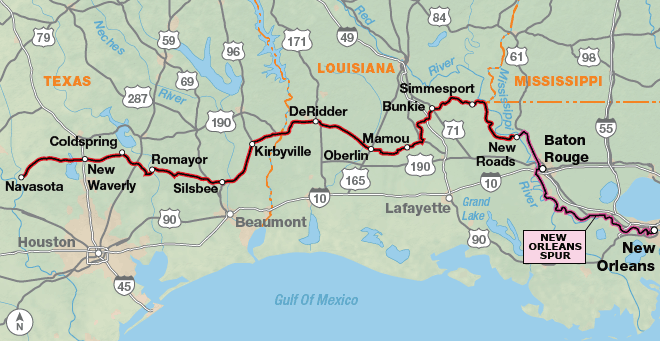 79
Neches
59
96
171
Red
49
84
61
98
TEXAS
LOUISIANA
River
MISSISSIPPI
287
River
69
190
Simmesport
Bunkie
Mississippi
DeRidder
Coldspring
Mamou
71
55
Navasota
New
Waverly
Romayor
Silsbee
Kirbyville
Oberlin
165
190
New
Roads
Baton
Rouge
10
10
90
Beaumont
Lafayette
Grand
Lake
River
Houston
90
NEW
ORLEANS
SPUR
New
Orleans
45
Gulf Of Mexico
N